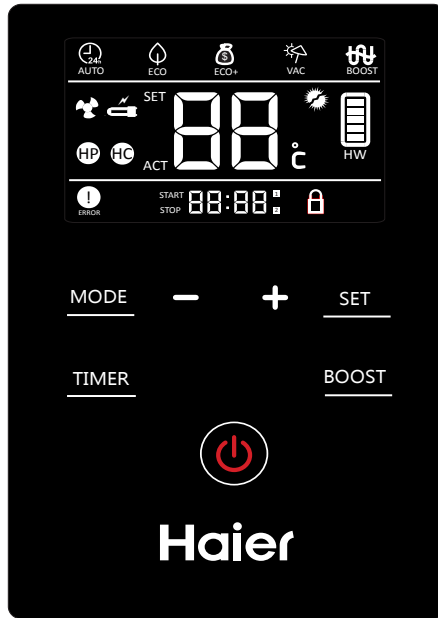 24h
AUTO ECO ECO+ VAC BOOST
SET 88 °C
HP HC ACT HW
! ERROR START STOP 88:88 1 2
MODE - + SET
TIMER BOOST
Haier